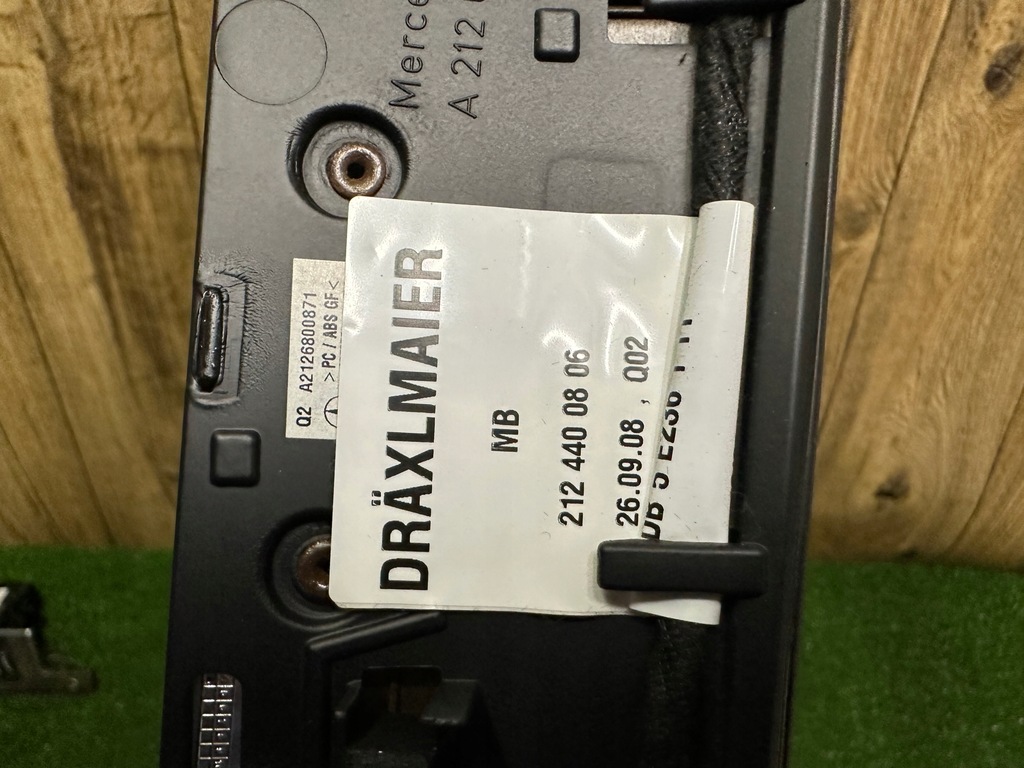 Merce
A 212
Q2 A2126800871
>PC / ABS GF<
DRÄXLMAIER
MB
212 440 08 06
26.09.08 , Q02